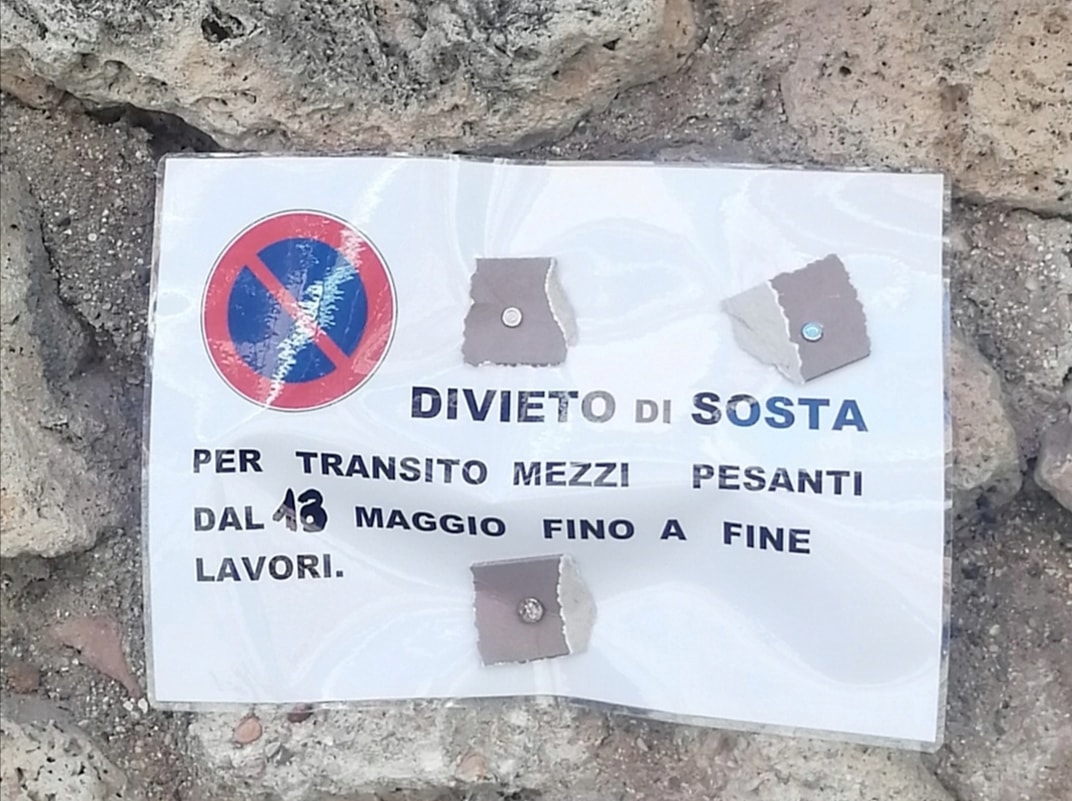 DIVIETO DI SOSTA
PER TRANSITO MEZZI PESANTI
DAL 13 MAGGIO FINO A FINE
LAVORI.